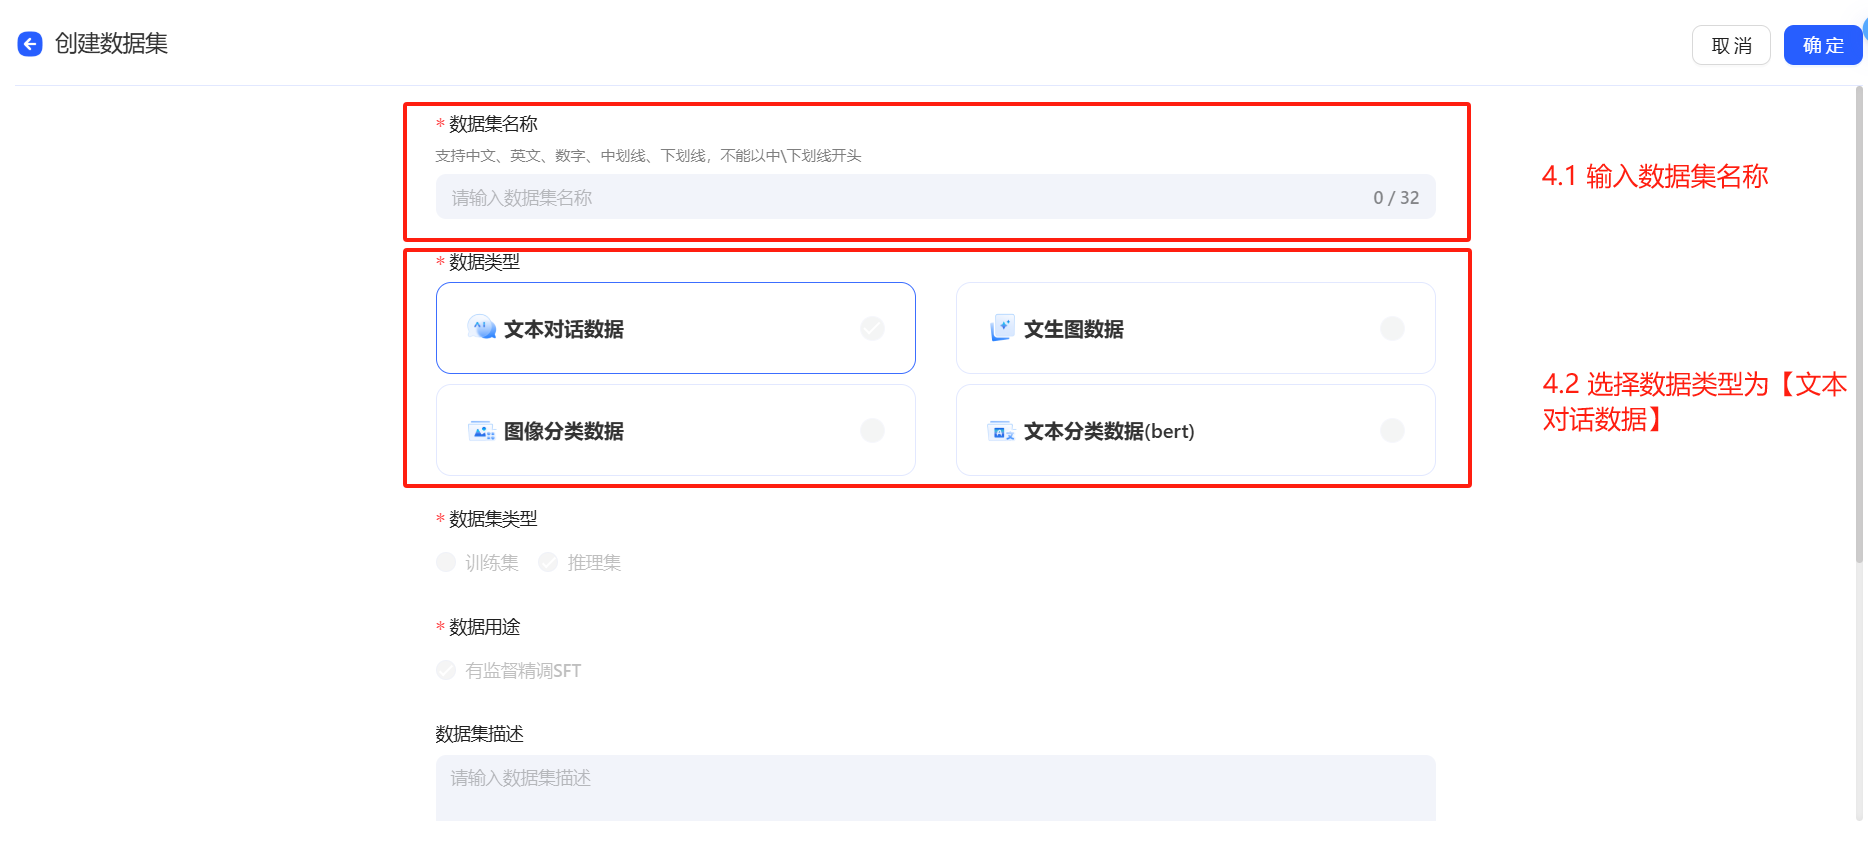 创建数据集
取消
确定
* 数据集名称
支持中文、英文、数字、中划线、下划线，不能以中\下划线开头
请输入数据集名称
0 / 32
4.1 输入数据集名称
* 数据类型
文本对话数据
文生图数据
图像分类数据
文本分类数据(bert)
4.2 选择数据类型为【文本
对话数据】
* 数据集类型
训练集
推理集
* 数据用途
有监督精调SFT
数据集描述
请输入数据集描述